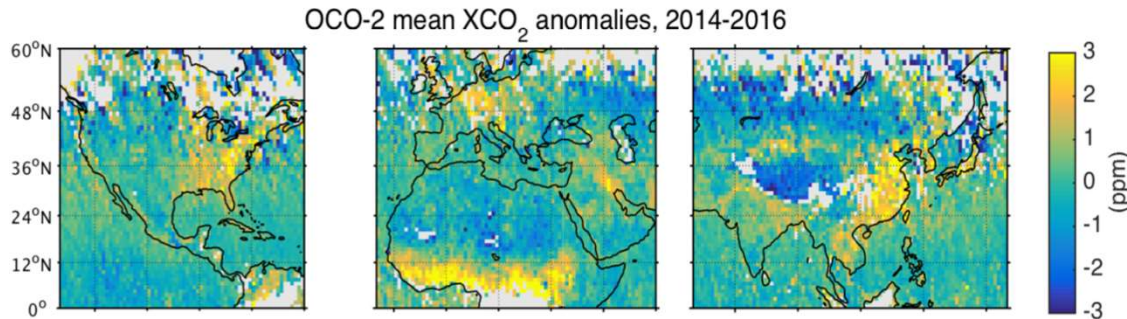 OCO-2 mean XCO₂ anomalies, 2014-2016
60°N
48°N
36°N
24°N
12°N
0°
3
2
1
0
-1
-2
-3
(ppm)